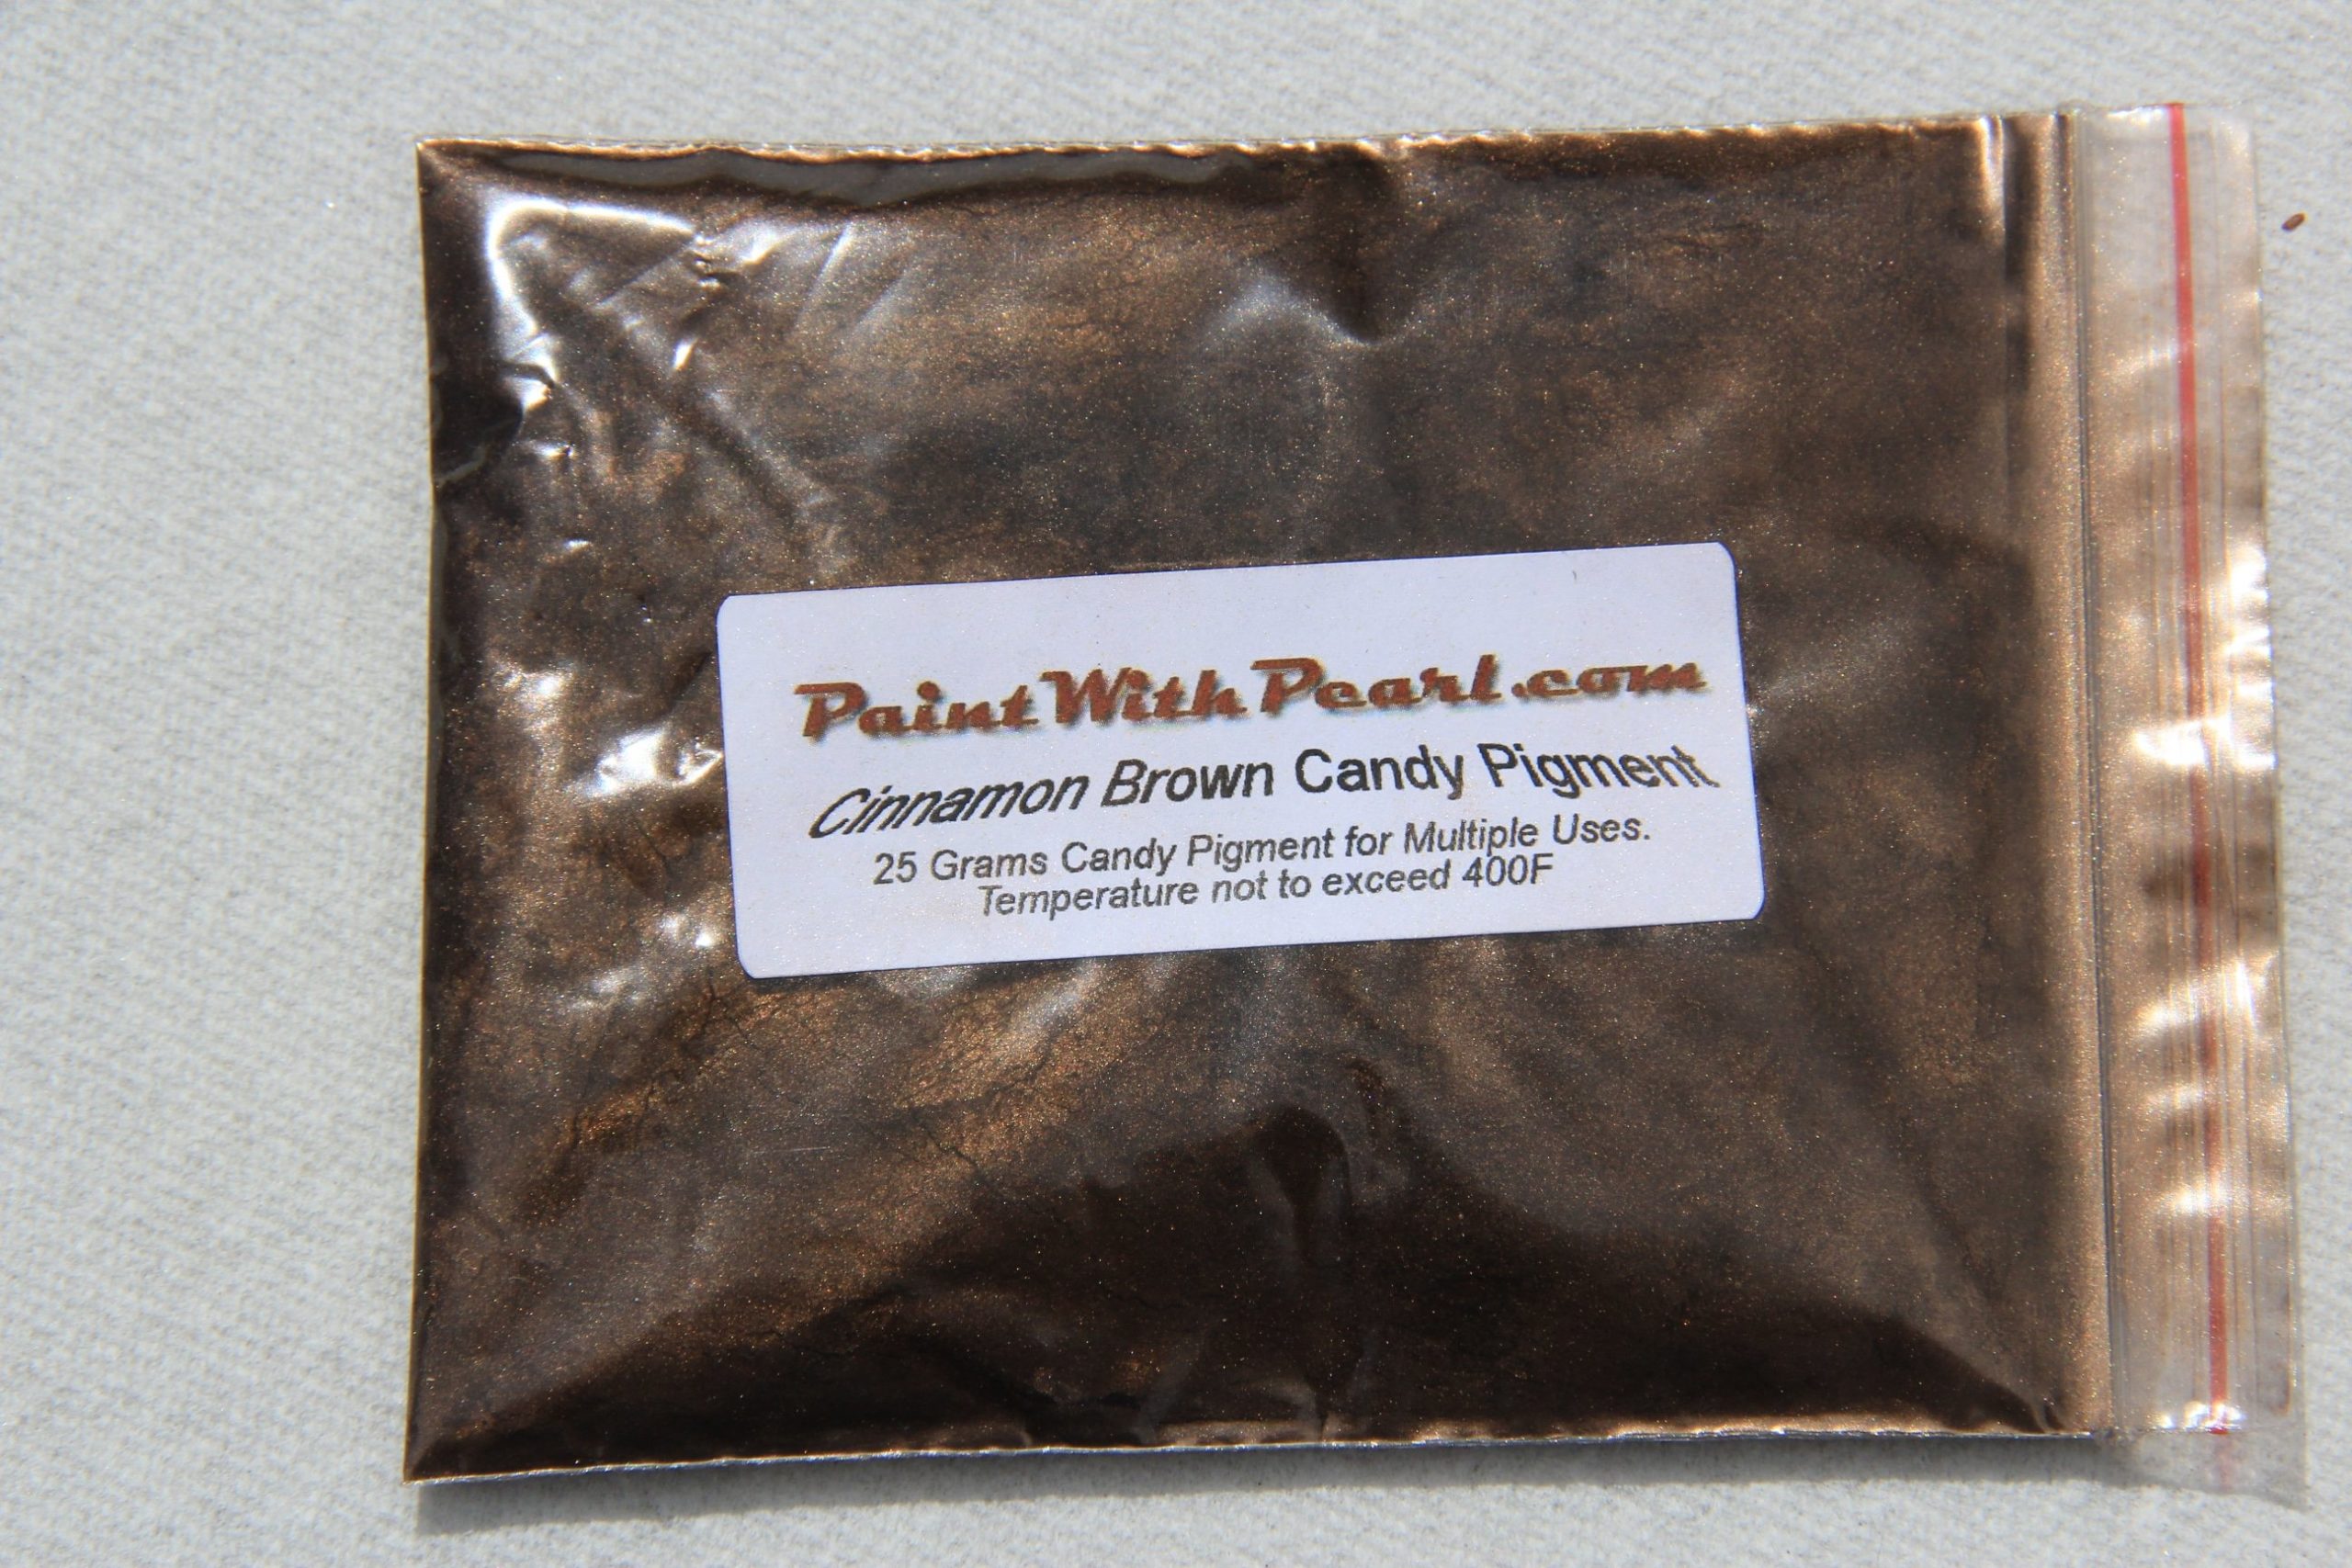 PaintWithPearl.com
Cinnamon Brown Candy Pigment
25 Grams Candy Pigment for Multiple Uses.
Temperature not to exceed 400F